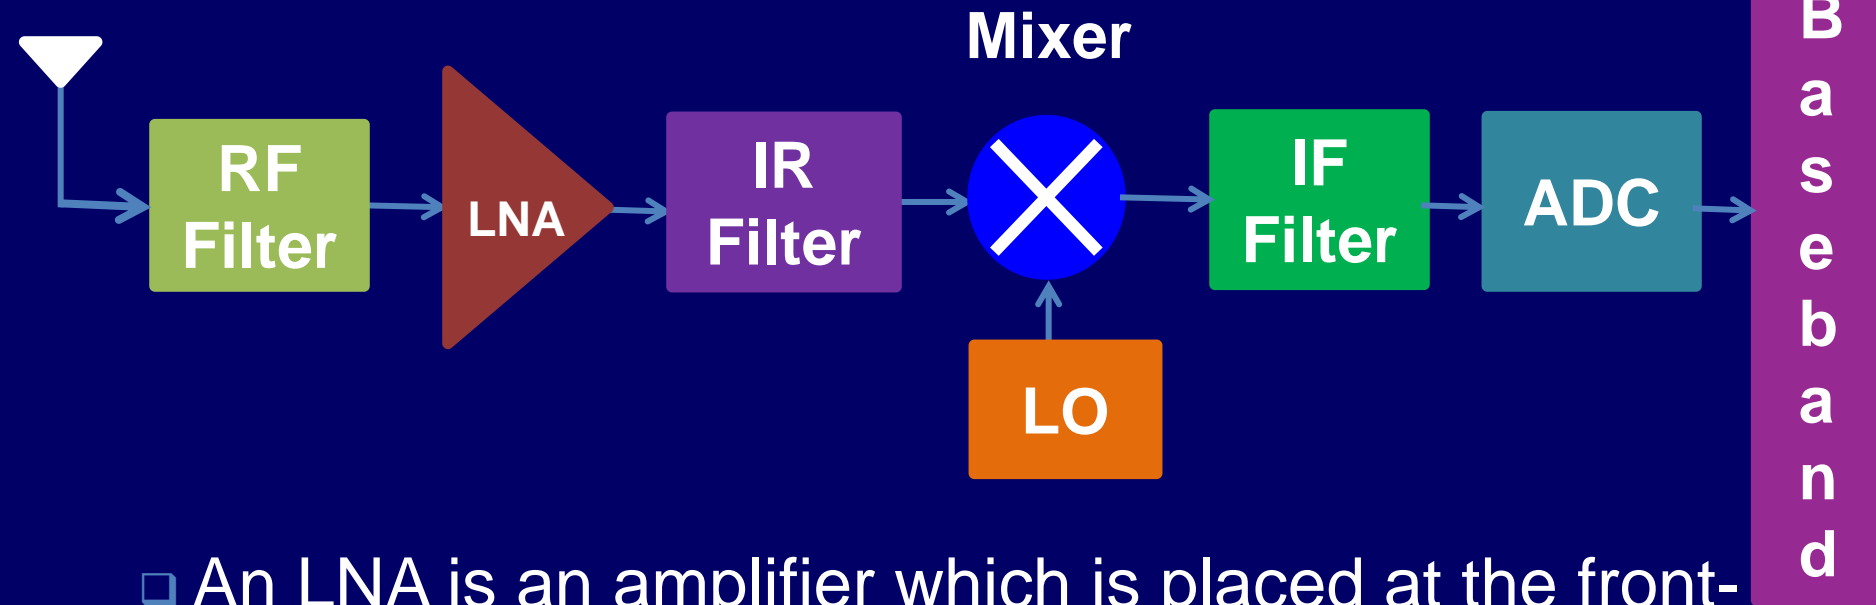 Mixer
RF
Filter
LNA
IR
Filter
IF
Filter
ADC
LO
B
a
s
e
b
a
n
d
An LNA is an amplifier which is placed at the front-